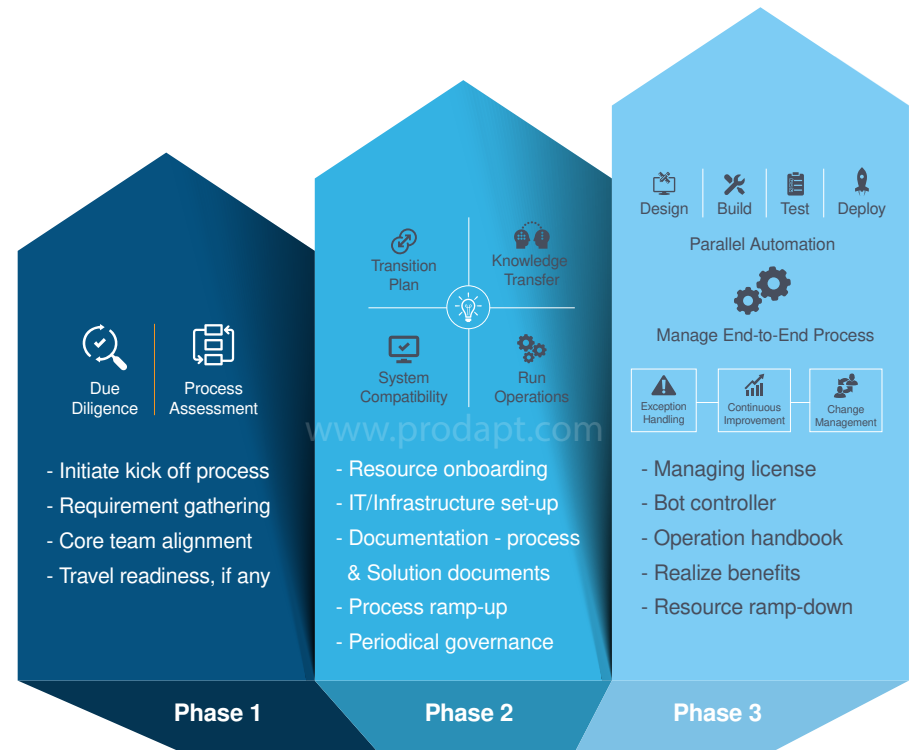 Due
Diligence
Process
Assessment
- Initiate kick off process
- Requirement gathering
- Core team alignment
- Travel readiness, if any
Phase 1
Transition
Plan
Knowledge
Transfer
System
Compatibility
Run
Operations
www.prodapt.com
- Resource onboarding
- IT/Infrastructure set-up
- Documentation - process
& Solution documents
- Process ramp-up
- Periodical governance
Phase 2
Design
Build
Test
Deploy
Parallel Automation
Manage End-to-End Process
Exception
Handling
Continuous
Improvement
Change
Management
- Managing license
- Bot controller
- Operation handbook
- Realize benefits
- Resource ramp-down
Phase 3